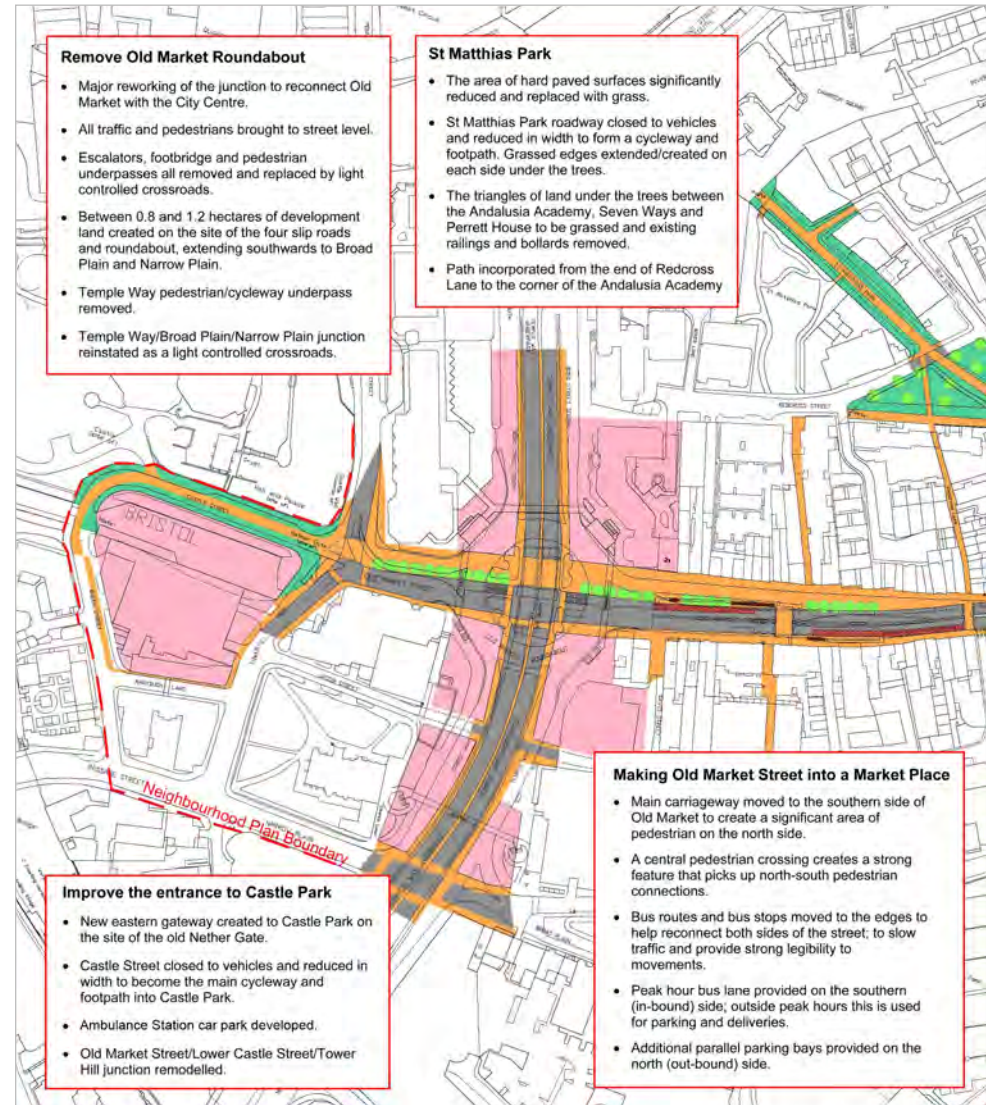 Remove Old Market Roundabout
• Major reworking of the junction to reconnect Old
Market with the City Centre.
• All traffic and pedestrians brought to street level.
• Escalators, footbridge and pedestrian
underpasses all removed and replaced by light
controlled crossroads.
• Between 0.8 and 1.2 hectares of development
land created on the site of the four slip roads
and roundabout, extending southwards to Broad
Plain and Narrow Plain.
• Temple Way pedestrian/cycleway underpass
removed.
• Temple Way/Broad Plain/Narrow Plain junction
reinstated as a light controlled crossroads.
St Matthias Park
• The area of hard paved surfaces significantly
reduced and replaced with grass.
• St Matthias Park roadway closed to vehicles
and reduced in width to form a cycleway and
footpath. Grassed edges extended/created on
each side under the trees.
• The triangles of land under the trees between
the Andalusia Academy, Seven Ways and
Perrett House to be grassed and existing
railings and bollards removed.
• Path incorporated from the end of Redcross
Lane to the corner of the Andalusia Academy
REDCROSS STREET
CASTLE STREET
BRISTOL
Neighbourhood Plan Boundary
Improve the entrance to Castle Park
• New eastern gateway created to Castle Park on
the site of the old Nether Gate.
• Castle Street closed to vehicles and reduced in
width to become the main cycleway and
footpath into Castle Park.
• Ambulance Station car park developed.
• Old Market Street/Lower Castle Street/Tower
Hill junction remodelled.
Making Old Market Street into a Market Place
• Main carriageway moved to the southern side of
Old Market to create a significant area of
pedestrian on the north side.
• A central pedestrian crossing creates a strong
feature that picks up north-south pedestrian
connections.
• Bus routes and bus stops moved to the edges to
help reconnect both sides of the street; to slow
traffic and provide strong legibility to
movements.
• Peak hour bus lane provided on the southern
(in-bound) side; outside peak hours this is used
for parking and deliveries.
• Additional parallel parking bays provided on the
north (out-bound) side.